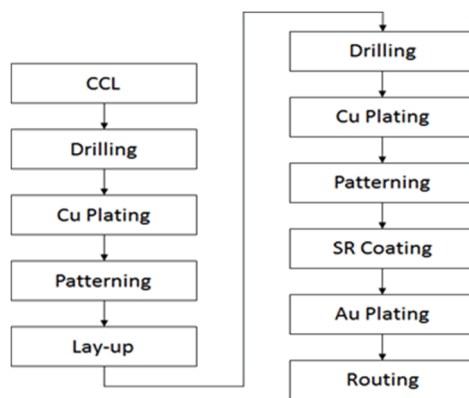 CCL
Drilling
Cu Plating
Patterning
Lay-up
Drilling
Cu Plating
Patterning
SR Coating
Au Plating
Routing